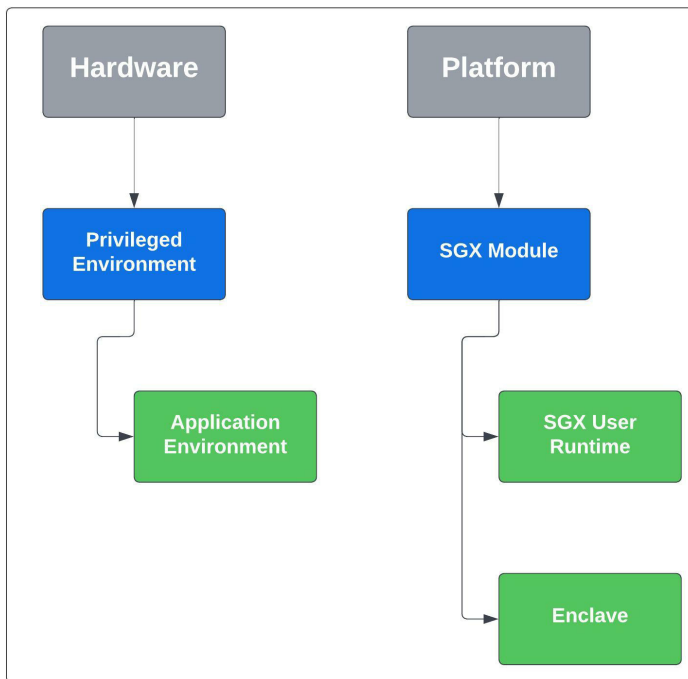 Hardware
Platform
Privileged
Environment
SGX Module
Application
Environment
SGX User
Runtime
Enclave